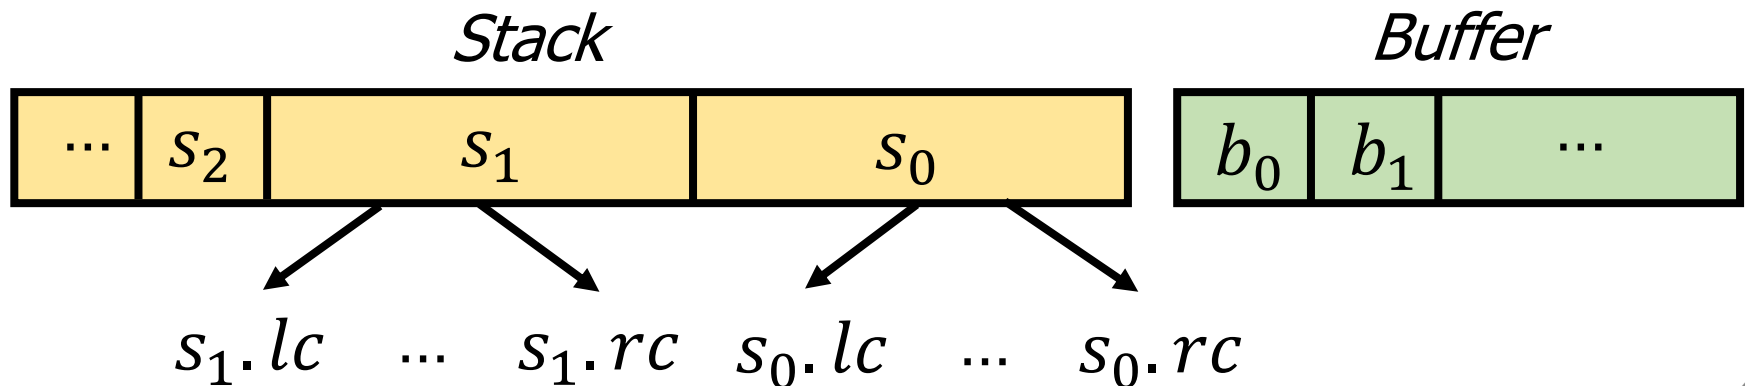 Stack Buffer
… s₂ s₁ s₀ b₀ b₁ …
s₁.lc … s₁.rc s₀.lc … s₀.rc